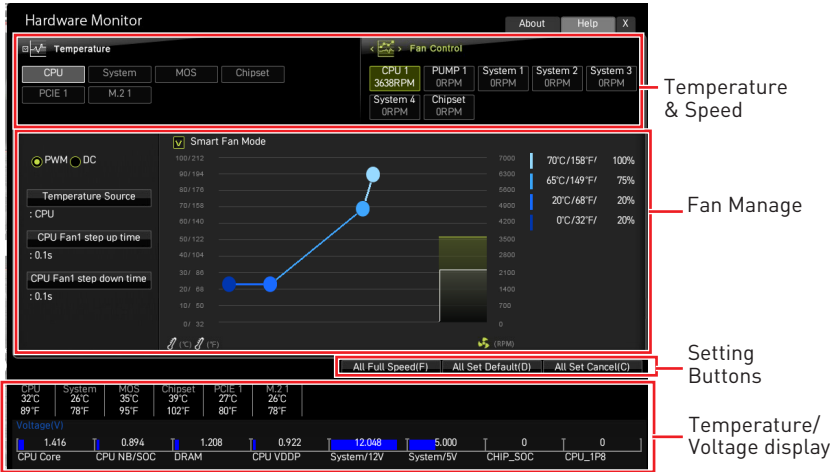 Hardware Monitor
About Help X
Temperature
CPU System MOS Chipset
PCIE 1 M.2 1
< > Fan Control
CPU 1 PUMP 1 System 1 System 2 System 3
3638RPM 0RPM 0RPM 0RPM 0RPM
System 4 Chipset
0RPM 0RPM
Temperature
& Speed
V Smart Fan Mode
PWM DC
Temperature Source
: CPU
CPU Fan1 step up time
: 0.1s
CPU Fan1 step down time
: 0.1s
100/212 7000
90/194 6300
80/176 5600
70/158 4900
60/140 4200
50/122 3500
40/104 2800
30/ 86 2100
20/ 68 1400
10/ 50 700
0/ 32 0
(℃) (℉) (RPM)
70℃/158℉/ 100%
65℃/149℉/ 75%
20℃/68℉/ 20%
0℃/32℉/ 20%
Fan Manage
All Full Speed(F) All Set Default(D) All Set Cancel(C)
Setting
Buttons
CPU System MOS Chipset PCIE 1 M.2 1
32℃ 26℃ 35℃ 39℃ 27℃ 26℃
89℉ 78℉ 95℉ 102℉ 80℉ 78℉
Voltage(V)
1.416 0.894 1.208 0.922 12.048 5.000 0 0
CPU Core CPU NB/SOC DRAM CPU VDDP System/12V System/5V CHIP_SOC CPU_1P8
Temperature/
Voltage display